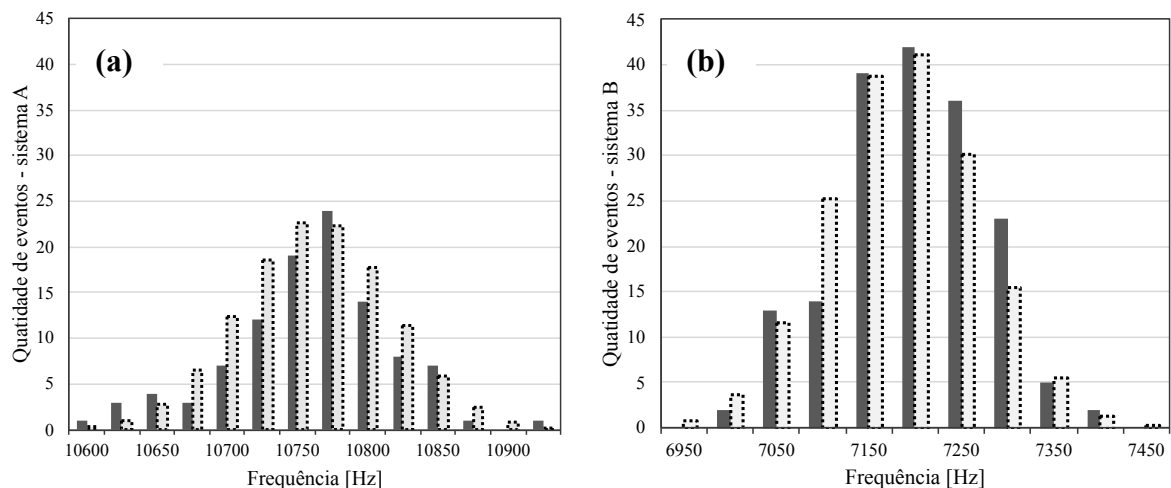 (a)
Quatidade de eventos - sistema A
45
40
35
30
25
20
15
10
5
0
10600 10650 10700 10750 10800 10850 10900
Frequência [Hz]
(b)
Quatidade de eventos - sistema B
45
40
35
30
25
20
15
10
5
0
6950 7050 7150 7250 7350 7450
Frequência [Hz]